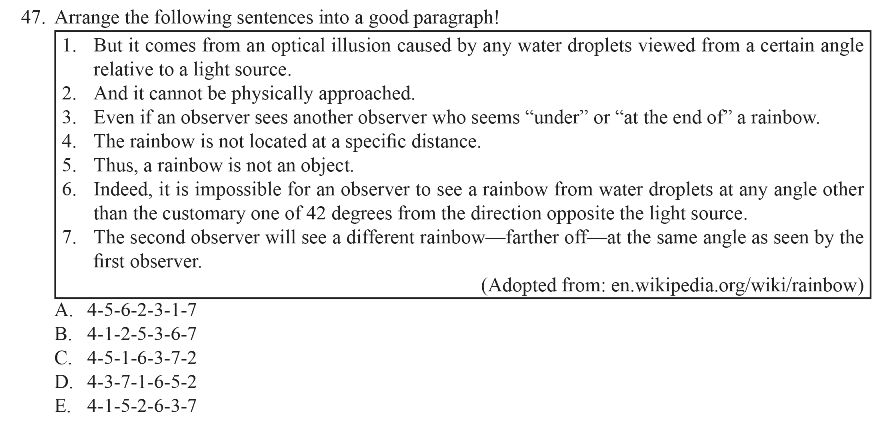 47. Arrange the following sentences into a good paragraph!
1. But it comes from an optical illusion caused by any water droplets viewed from a certain angle
relative to a light source.
2. And it cannot be physically approached.
3. Even if an observer sees another observer who seems “under” or “at the end of” a rainbow.
4. The rainbow is not located at a specific distance.
5. Thus, a rainbow is not an object.
6. Indeed, it is impossible for an observer to see a rainbow from water droplets at any angle other
than the customary one of 42 degrees from the direction opposite the light source.
7. The second observer will see a different rainbow—farther off—at the same angle as seen by the
first observer.
(Adopted from: en.wikipedia.org/wiki/rainbow)
A. 4-5-6-2-3-1-7
B. 4-1-2-5-3-6-7
C. 4-5-1-6-3-7-2
D. 4-3-7-1-6-5-2
E. 4-1-5-2-6-3-7